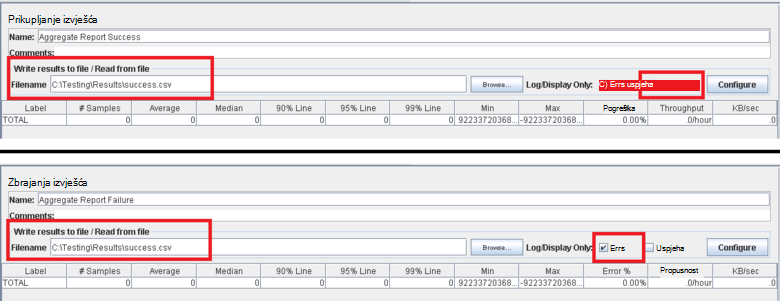 Prikupljanje izvješća
Name: Aggregate Report Success
Comments:
Write results to file / Read from file
Filename C:\Testing\Results\success.csv Browse... Log/Display Only: C) Errs uspjeha Configure
Label # Samples Average Median 90% Line 95% Line 99% Line Min Max Pogreška Throughput KB/sec
TOTAL 0 0 0 0 0 0 92233720368... -92233720368... 0.00% .0/hour .0
Zbrajanja izvješća
Name: Aggregate Report Failure
Comments:
Write results to file / Read from file
Filename C:\Testing\Results\success.csv Browse... Log/Display Only: Errs Uspjeha Configure
Label # Samples Average Median 90% Line 95% Line 99% Line Min Max Error % Propusnost KB/sec
TOTAL 0 0 0 0 0 0 92233720368... -92233720368... 0.00% .0/hour .0